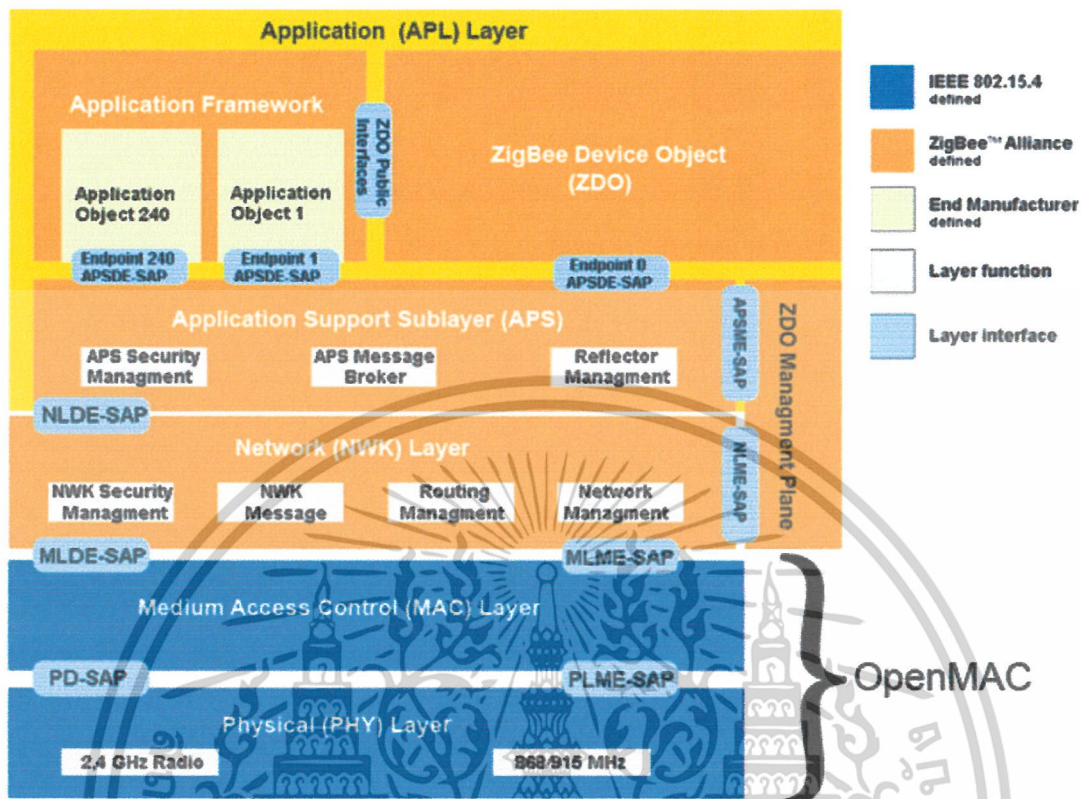 Application (APL) Layer
Application Framework
ZDO Public
Interfaces
ZigBee Device Object
(ZDO)
Application
Object 240
Application
Object 1
Endpoint 240
APSDE-SAP
Endpoint 1
APSDE-SAP
Endpoint 0
APSDE-SAP
Application Support Sublayer (APS)
APS Security
Managment
APS Message
Broker
Reflector
Managment
APSME-SAP
ZDO Managment Plane
NLDE-SAP
Network (NWK) Layer
NWK Security
Managment
NWK
Message
Routing
Managment
Network
Managment
NLME-SAP
MLDE-SAP
MLME-SAP
Medium Access Control (MAC) Layer
PD-SAP
PLME-SAP
Physical (PHY) Layer
2,4 GHz Radio
868/915 MHz
OpenMAC
IEEE 802.15.4
defined
ZigBee™ Alliance
defined
End Manufacturer
defined
Layer function
Layer interface